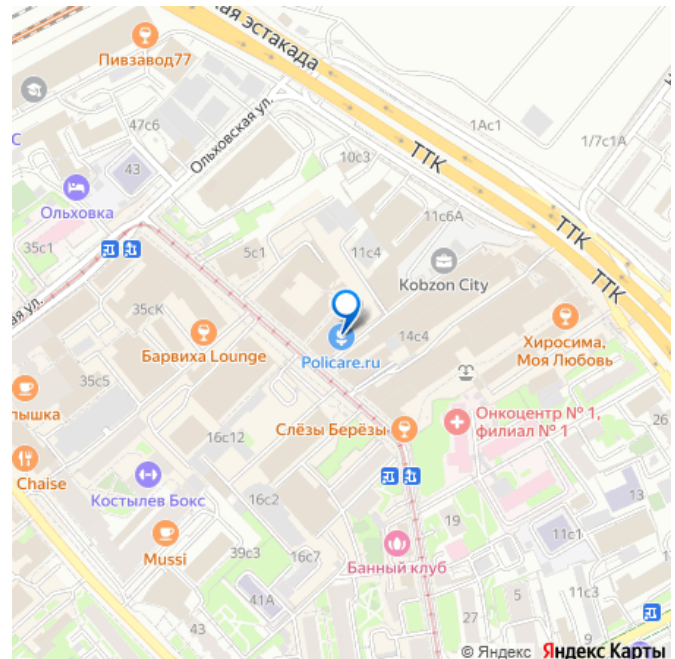 кая эстакада
Пивзавод77
Ольховская ул.
47с6
1Ас1
1/7с1А
С
43
10с3
ТТК
Ольховка
11с6А
35с1
5с1
11с4
Kobzon City
ТТК
ТТК
ая ул.
35сК
Барвиха Lounge
14с4
Policare.ru
Хиросима,
Моя Любовь
35с5
пышка
Слёзы Берёзы
Онкоцентр № 1,
филиал № 1
26
16с12
Chaise
Костылев Бокс
16с2
13
19
Mussi
39с3
16с7
11с1
Банный клуб
41А
5
43
27
11с3
9
© Яндекс Яндекс Карты